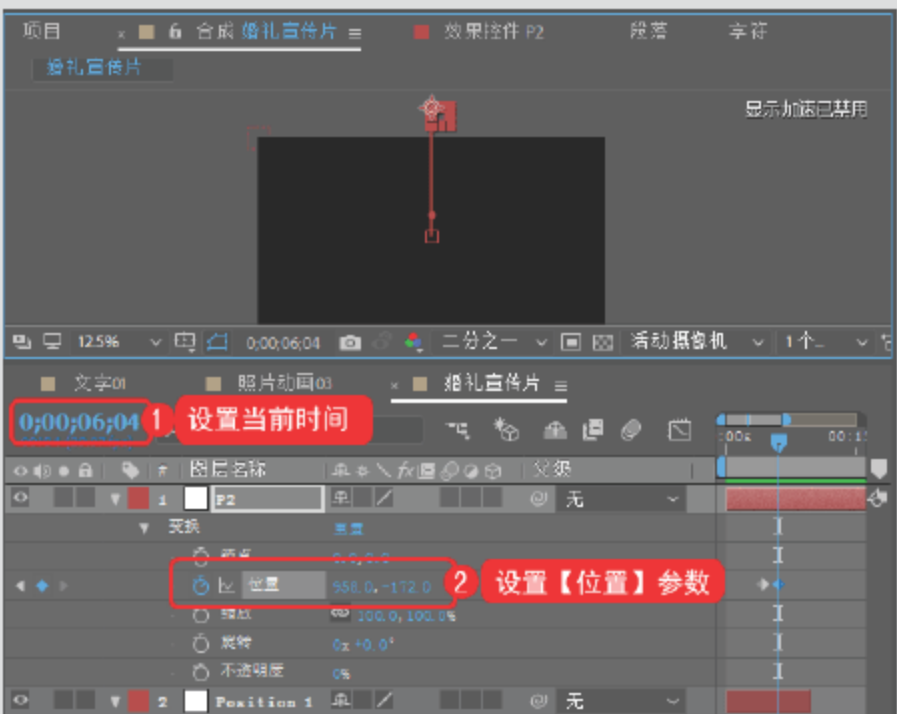 项目 合成 婚礼宣传片 效果控件 P2 段落 字符
婚礼宣传片
显示加速已禁用
12.5% 0;00;06;04 二分之一 活动摄像机 1个...
文字01 照片动画03 婚礼宣传片
0;00;06;04 1 设置当前时间
:00s 00:1
# 图层名称 父级
1 P2 无
变换 重置
锚点 0.0,0.0
位置 958.0,-172.0 2 设置【位置】参数
缩放 100.0,100.0%
旋转 0x+0.0°
不透明度 0%
2 Position 1 无